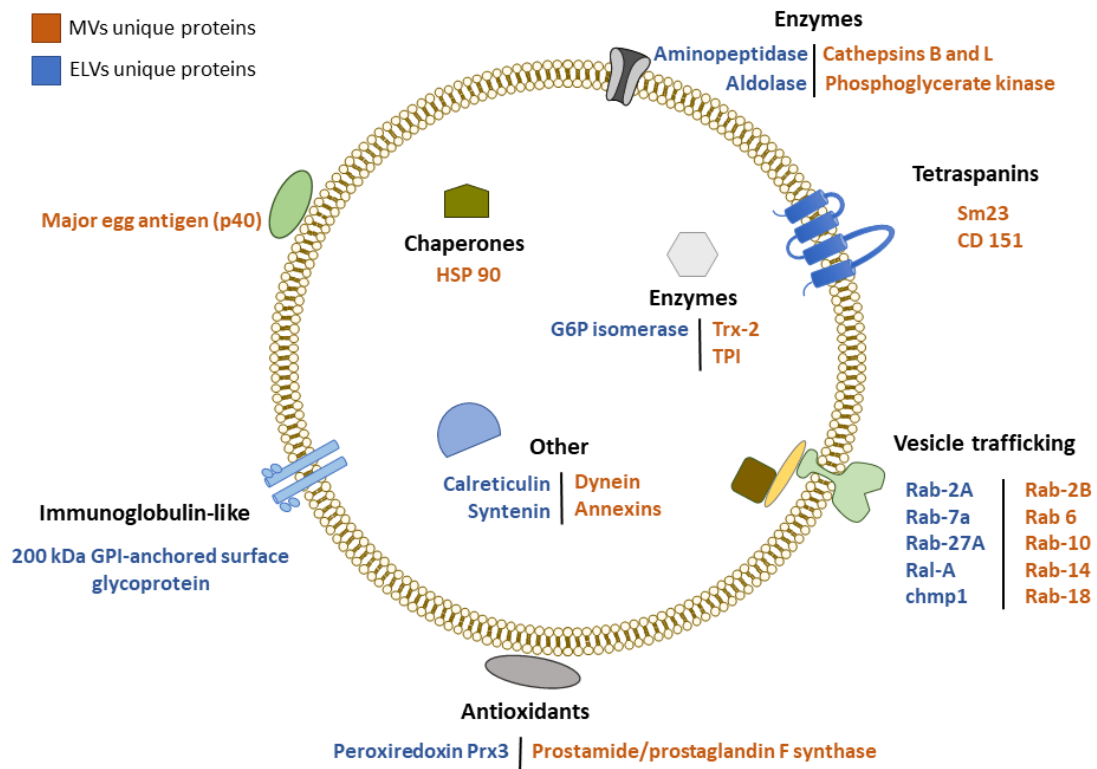 MVs unique proteins
ELVs unique proteins
Enzymes
Aminopeptidase
Aldolase
Cathepsins B and L
Phosphoglycerate kinase
Tetraspanins
Sm23
CD 151
Major egg antigen (p40)
Chaperones
HSP 90
Enzymes
G6P isomerase
Trx-2
TPI
Other
Calreticulin
Syntenin
Dynein
Annexins
Vesicle trafficking
Rab-2A
Rab-7a
Rab-27A
Ral-A
chmp1
Rab-2B
Rab 6
Rab-10
Rab-14
Rab-18
Immunoglobulin-like
200 kDa GPI-anchored surface
glycoprotein
Antioxidants
Peroxiredoxin Prx3
Prostamide/prostaglandin F synthase